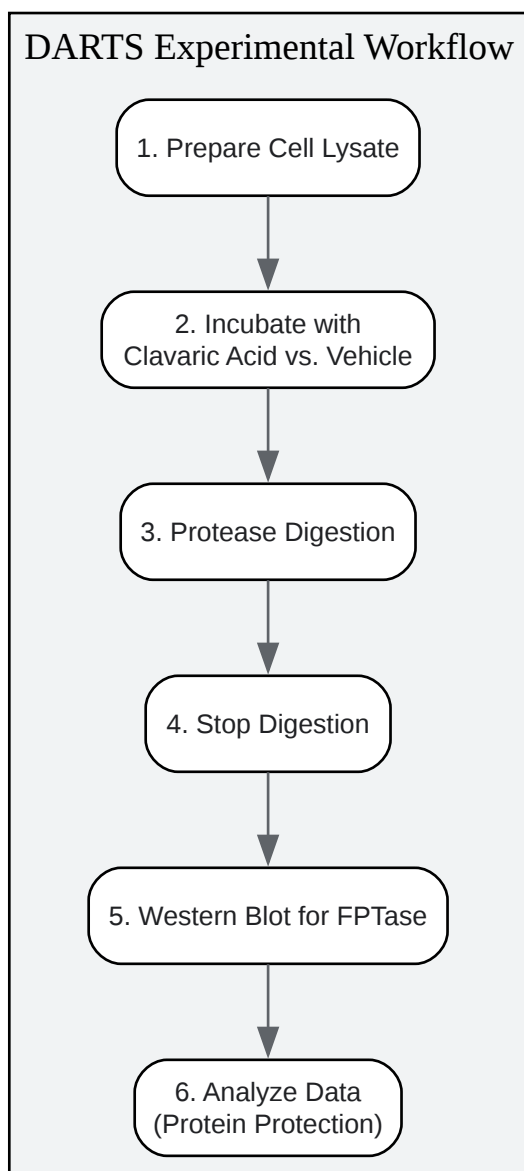 DARTS Experimental Workflow
1. Prepare Cell Lysate
2. Incubate with
Clavaric Acid vs. Vehicle
3. Protease Digestion
4. Stop Digestion
5. Western Blot for FPTase
6. Analyze Data
(Protein Protection)